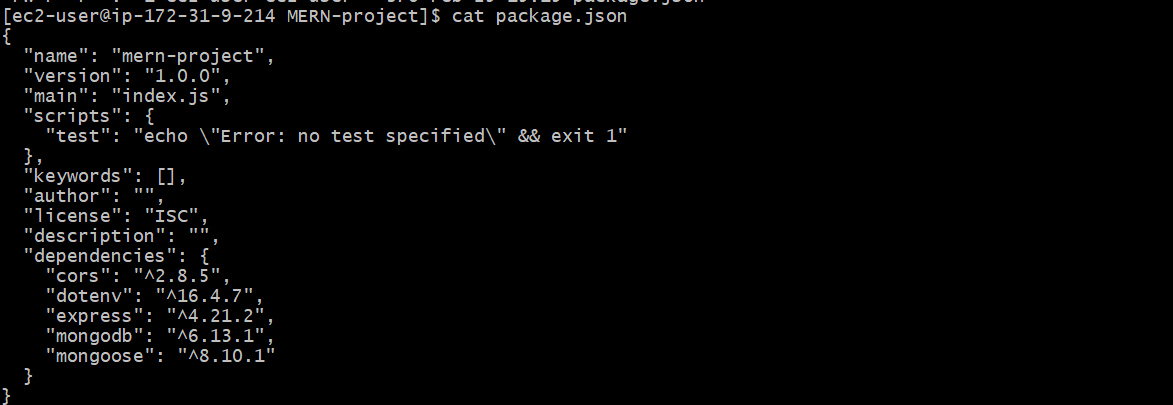 [ec2-user@ip-172-31-9-214 MERN-project]$ cat package.json
{
  "name": "mern-project",
  "version": "1.0.0",
  "main": "index.js",
  "scripts": {
    "test": "echo \"Error: no test specified\" && exit 1"
  },
  "keywords": [],
  "author": "",
  "license": "ISC",
  "description": "",
  "dependencies": {
    "cors": "^2.8.5",
    "dotenv": "^16.4.7",
    "express": "^4.21.2",
    "mongodb": "^6.13.1",
    "mongoose": "^8.10.1"
  }
}